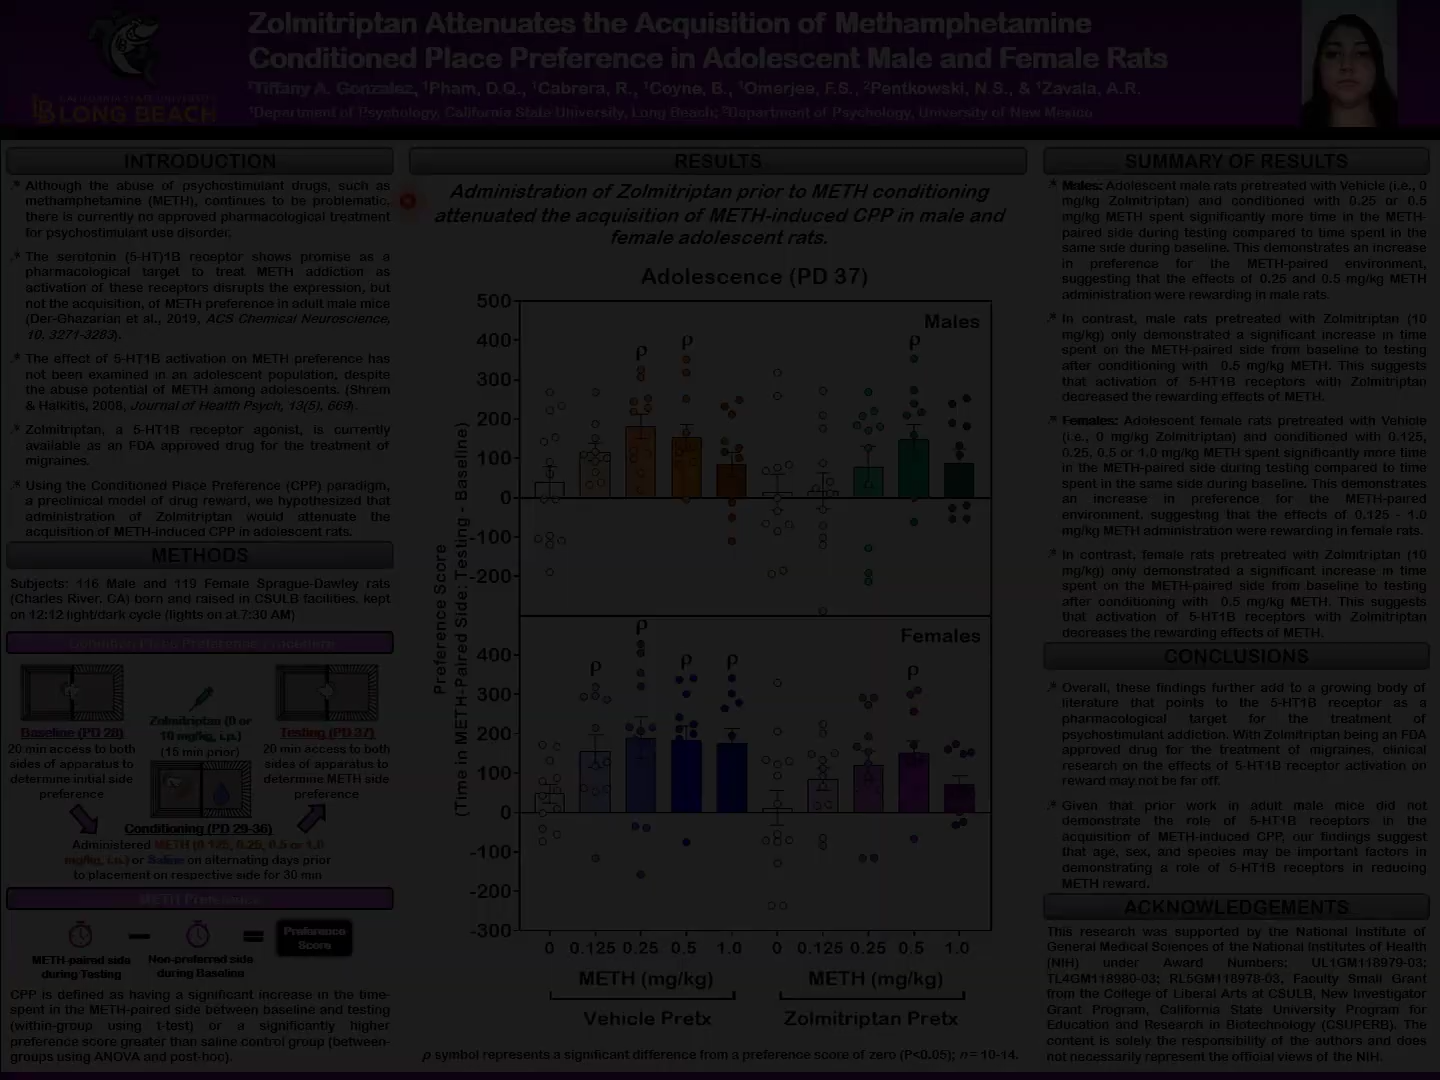 Zolmitriptan Attenuates the Acquisition of Methamphetamine
Conditioned Place Preference in Adolescent Male and Female Rats
¹Tiffany A. Gonzalez, ¹Pham, D.Q., ¹Cabrera, R., ¹Coyne, B., ¹Omerjee, F.S., ²Pentkowski, N.S., & ¹Zavala, A.R.
¹Department of Psychology, California State University, Long Beach; ²Department of Psychology, University of New Mexico
CALIFORNIA STATE UNIVERSITY
LONG BEACH
INTRODUCTION
Although the abuse of psychostimulant drugs, such as
methamphetamine (METH), continues to be problematic,
there is currently no approved pharmacological treatment
for psychostimulant use disorder.
The serotonin (5-HT)1B receptor shows promise as a
pharmacological target to treat METH addiction as
activation of these receptors disrupts the expression, but
not the acquisition, of METH preference in adult male mice
(Der-Ghazarian et al., 2019, ACS Chemical Neuroscience,
10, 3271-3283).
The effect of 5-HT1B activation on METH preference has
not been examined in an adolescent population, despite
the abuse potential of METH among adolescents. (Shrem
& Halkitis, 2008, Journal of Health Psych, 13(5), 669).
Zolmitriptan, a 5-HT1B receptor agonist, is currently
available as an FDA approved drug for the treatment of
migraines.
Using the Conditioned Place Preference (CPP) paradigm,
a preclinical model of drug reward, we hypothesized that
administration of Zolmitriptan would attenuate the
acquisition of METH-induced CPP in adolescent rats.
METHODS
Subjects: 116 Male and 119 Female Sprague-Dawley rats
(Charles River, CA) born and raised in CSULB facilities, kept
on 12:12 light/dark cycle (lights on at 7:30 AM)
Conditioned Place Preference Procedure
Baseline (PD 28)
20 min access to both
sides of apparatus to
determine initial side
preference
Zolmitriptan (0 or
10 mg/kg, i.p.)
(15 min prior)
Testing (PD 37)
20 min access to both
sides of apparatus to
determine METH side
preference
Conditioning (PD 29-36)
Administered METH (0.125, 0.25, 0.5 or 1.0
mg/kg, i.p.) or Saline on alternating days prior
to placement on respective side for 30 min
METH Preference
METH-paired side
during Testing
Non-preferred side
during Baseline
Preference
Score
CPP is defined as having a significant increase in the time-
spent in the METH-paired side between baseline and testing
(within-group using t-test) or a significantly higher
preference score greater than saline control group (between-
groups using ANOVA and post-hoc).
RESULTS
Administration of Zolmitriptan prior to METH conditioning
attenuated the acquisition of METH-induced CPP in male and
female adolescent rats.
Adolescence (PD 37)
Preference Score
(Time in METH-Paired Side: Testing - Baseline)
500
400
300
200
100
0
-100
-200
Males
ρ ρ ρ
400
300
200
100
0
-100
-200
-300
Females
ρ ρ ρ ρ ρ
0 0.125 0.25 0.5 1.0 0 0.125 0.25 0.5 1.0
METH (mg/kg) METH (mg/kg)
Vehicle Pretx Zolmitriptan Pretx
ρ symbol represents a significant difference from a preference score of zero (P<0.05); n = 10-14.
SUMMARY OF RESULTS
Males: Adolescent male rats pretreated with Vehicle (i.e., 0
mg/kg Zolmitriptan) and conditioned with 0.25 or 0.5
mg/kg METH spent significantly more time in the METH-
paired side during testing compared to time spent in the
same side during baseline. This demonstrates an increase
in preference for the METH-paired environment,
suggesting that the effects of 0.25 and 0.5 mg/kg METH
administration were rewarding in male rats.
In contrast, male rats pretreated with Zolmitriptan (10
mg/kg) only demonstrated a significant increase in time
spent on the METH-paired side from baseline to testing
after conditioning with 0.5 mg/kg METH. This suggests
that activation of 5-HT1B receptors with Zolmitriptan
decreased the rewarding effects of METH.
Females: Adolescent female rats pretreated with Vehicle
(i.e., 0 mg/kg Zolmitriptan) and conditioned with 0.125,
0.25, 0.5 or 1.0 mg/kg METH spent significantly more time
in the METH-paired side during testing compared to time
spent in the same side during baseline. This demonstrates
an increase in preference for the METH-paired
environment, suggesting that the effects of 0.125 - 1.0
mg/kg METH administration were rewarding in female rats.
In contrast, female rats pretreated with Zolmitriptan (10
mg/kg) only demonstrated a significant increase in time
spent on the METH-paired side from baseline to testing
after conditioning with 0.5 mg/kg METH. This suggests
that activation of 5-HT1B receptors with Zolmitriptan
decreases the rewarding effects of METH.
CONCLUSIONS
Overall, these findings further add to a growing body of
literature that points to the 5-HT1B receptor as a
pharmacological target for the treatment of
psychostimulant addiction. With Zolmitriptan being an FDA
approved drug for the treatment of migraines, clinical
research on the effects of 5-HT1B receptor activation on
reward may not be far off.
Given that prior work in adult male mice did not
demonstrate the role of 5-HT1B receptors in the
acquisition of METH-induced CPP, our findings suggest
that age, sex, and species may be important factors in
demonstrating a role of 5-HT1B receptors in reducing
METH reward.
ACKNOWLEDGEMENTS
This research was supported by the National Institute of
General Medical Sciences of the National Institutes of Health
(NIH) under Award Numbers: UL1GM118979-03;
TL4GM118980-03; RL5GM118978-03, Faculty Small Grant
from the College of Liberal Arts at CSULB, New Investigator
Grant Program, California State University Program for
Education and Research in Biotechnology (CSUPERB). The
content is solely the responsibility of the authors and does
not necessarily represent the official views of the NIH.